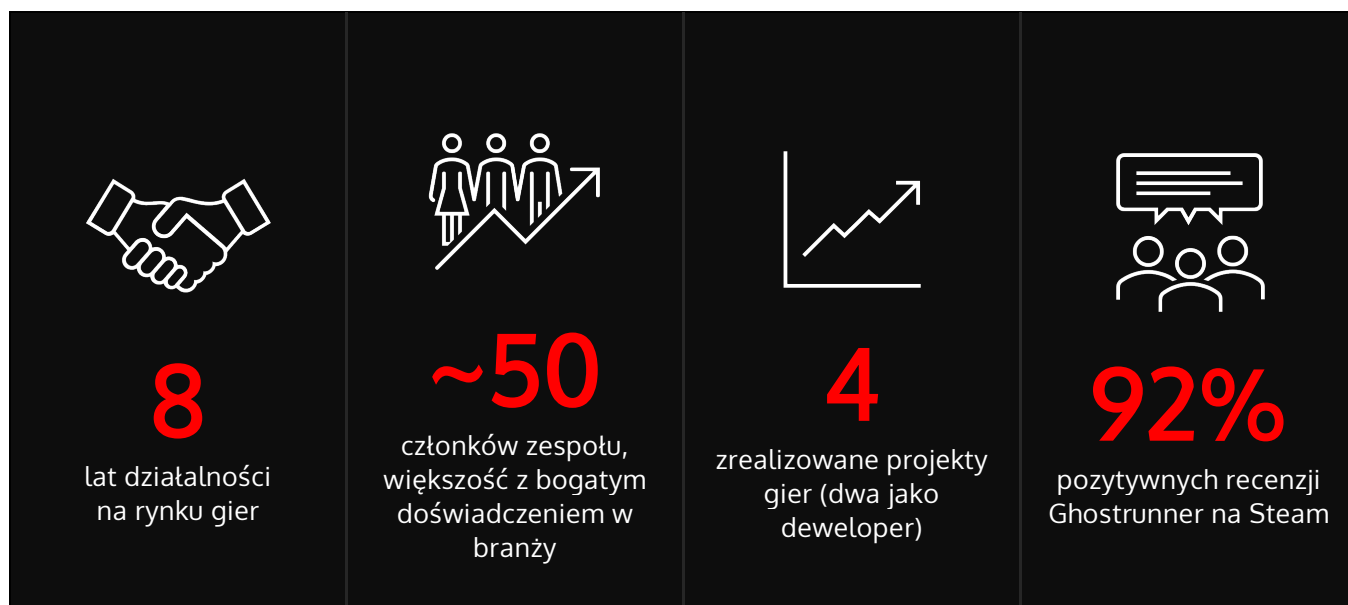 8
lat działalności
na rynku gier
~50
członków zespołu,
większość z bogatym
doświadczeniem w
branży
4
zrealizowane projekty
gier (dwa jako
deweloper)
92%
pozytywnych recenzji
Ghostrunner na Steam